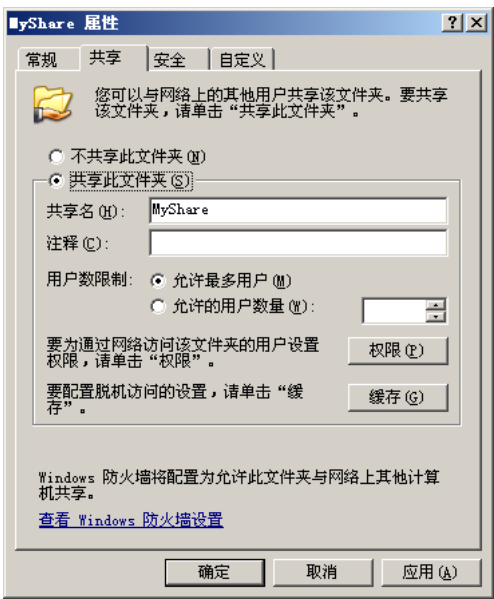 MyShare 属性
常规 共享 安全 自定义
您可以与网络上的其他用户共享该文件夹。要共享
该文件夹，请单击“共享此文件夹”。
不共享此文件夹(N)
共享此文件夹(S)
共享名(H): MyShare
注释(C):
用户数限制: 允许最多用户(M)
允许的用户数量(W):
要为通过网络访问该文件夹的用户设置
权限，请单击“权限”。
权限(P)
要配置脱机访问的设置，请单击“缓
存”。
缓存(G)
Windows 防火墙将配置为允许此文件夹与网络上其他计算
机共享。
查看 Windows 防火墙设置
确定 取消 应用(A)